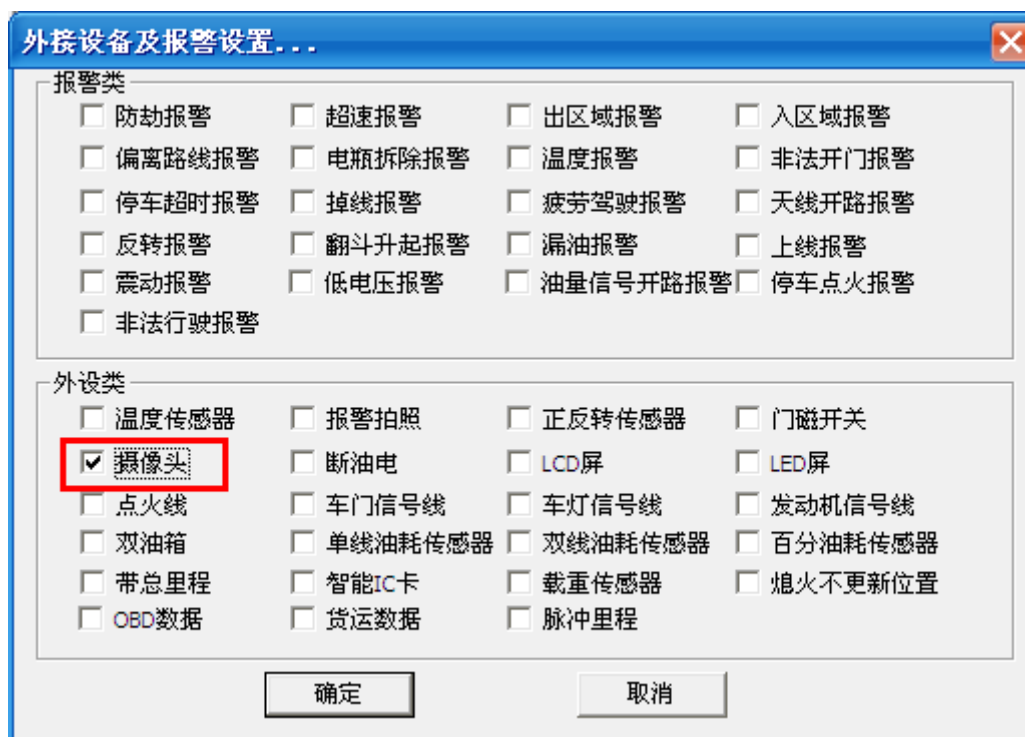 外接设备及报警设置...
报警类
防劫报警 超速报警 出区域报警 入区域报警
偏离路线报警 电瓶拆除报警 温度报警 非法开门报警
停车超时报警 掉线报警 疲劳驾驶报警 天线开路报警
反转报警 翻斗升起报警 漏油报警 上线报警
震动报警 低电压报警 油量信号开路报警 停车点火报警
非法行驶报警
外设类
温度传感器 报警拍照 正反转传感器 门磁开关
摄像头 断油电 LCD屏 LED屏
点火线 车门信号线 车灯信号线 发动机信号线
双油箱 单线油耗传感器 双线油耗传感器 百分油耗传感器
带总里程 智能IC卡 载重传感器 熄火不更新位置
OBD数据 货运数据 脉冲里程
确定 取消